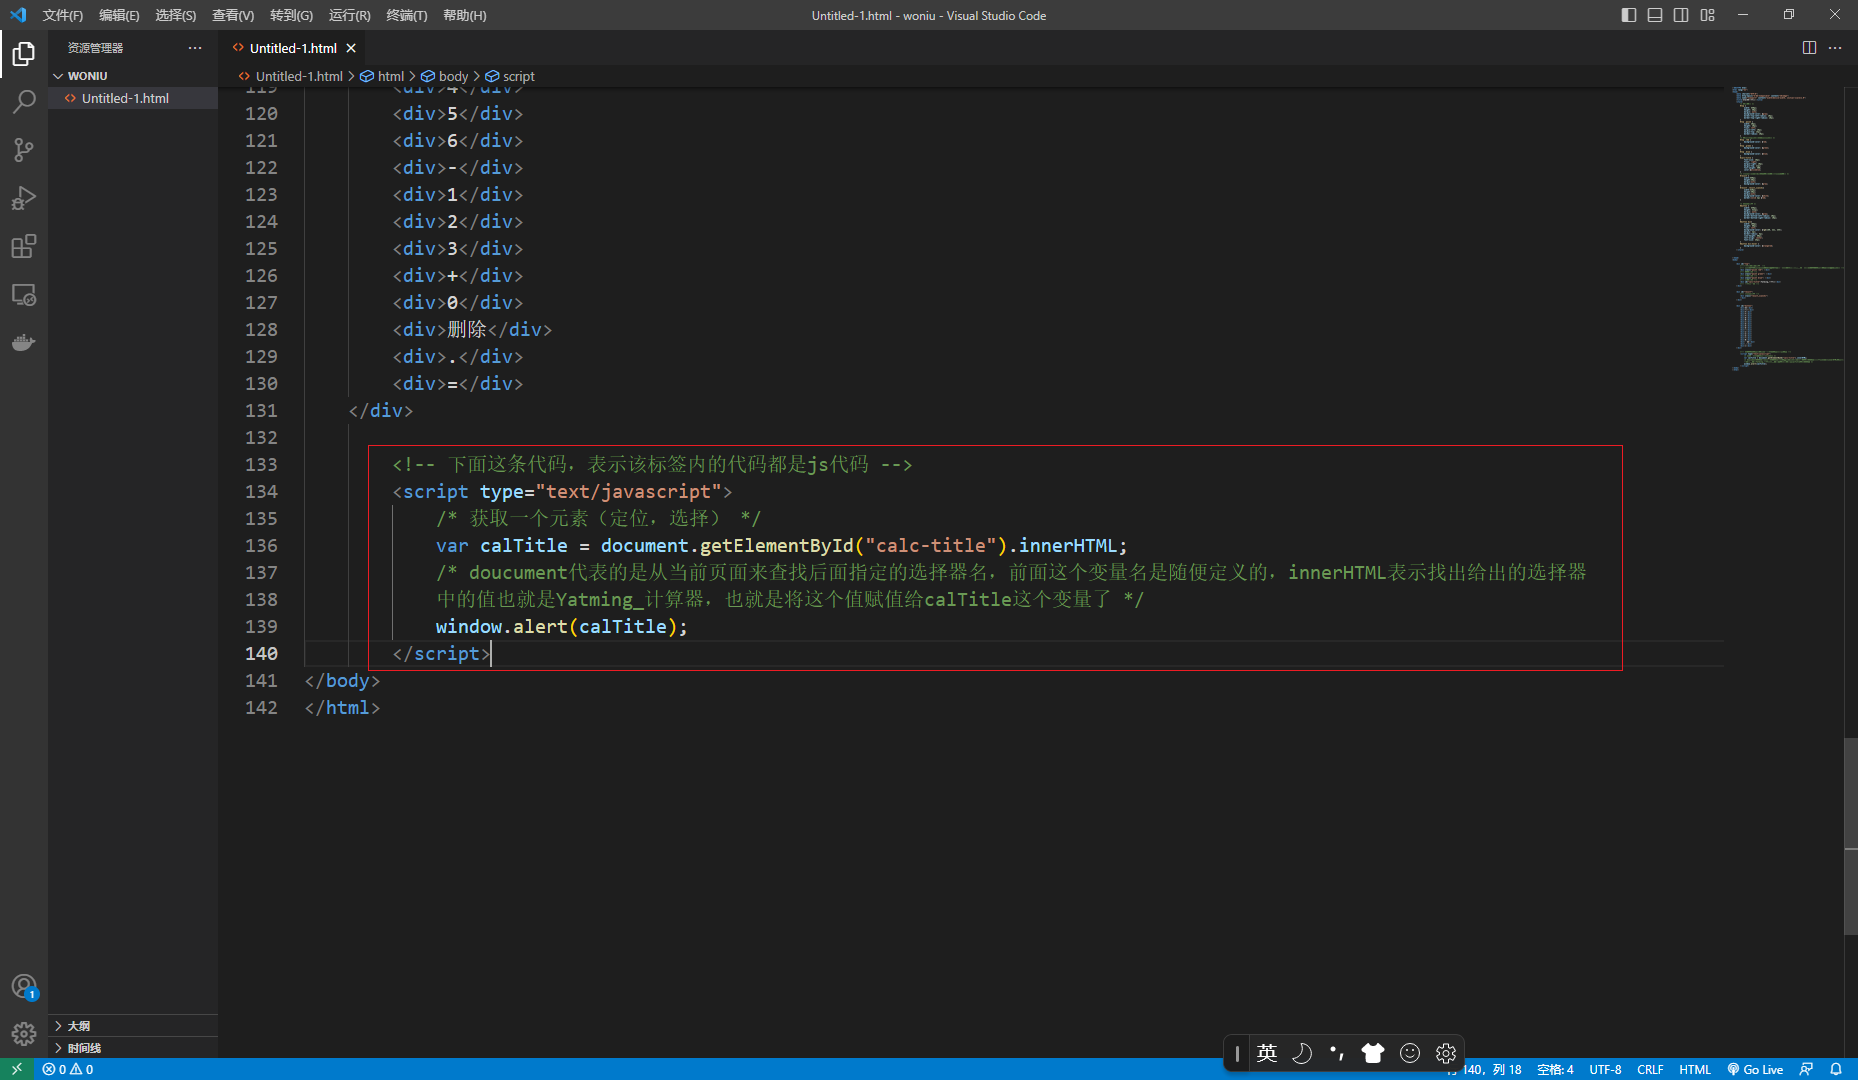 文件(F) 编辑(E) 选择(S) 查看(V) 转到(G) 运行(R) 终端(T) 帮助(H)
Untitled-1.html - woniu - Visual Studio Code
资源管理器
WONIU
Untitled-1.html
Untitled-1.html
Untitled-1.html > html > body > script
119 <div>4</div>
120 <div>5</div>
121 <div>6</div>
122 <div>-</div>
123 <div>1</div>
124 <div>2</div>
125 <div>3</div>
126 <div>+</div>
127 <div>0</div>
128 <div>删除</div>
129 <div>.</div>
130 <div>=</div>
131 </div>
132
133 <!-- 下面这条代码，表示该标签内的代码都是js代码 -->
134 <script type="text/javascript">
135 /* 获取一个元素（定位，选择） */
136 var calTitle = document.getElementById("calc-title").innerHTML;
137 /* doucument代表的是从当前页面来查找后面指定的选择器名，前面这个变量名是随便定义的，innerHTML表示找出给出的选择器
138 中的值也就是Yatming_计算器，也就是将这个值赋值给calTitle这个变量了 */
139 window.alert(calTitle);
140 </script>
141 </body>
142 </html>
1
大纲
时间线
英
0 0
行 140，列 18 空格: 4 UTF-8 CRLF HTML Go Live